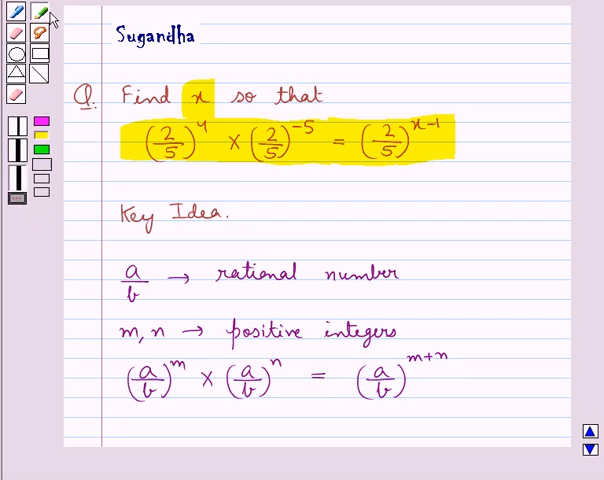 Sugandha
Q. Find x so that
(2/5)^4 × (2/5)^-5 = (2/5)^x-1
Key Idea.
a/b → rational number
m, n → positive integers
(a/b)^m × (a/b)^n = (a/b)^m+n